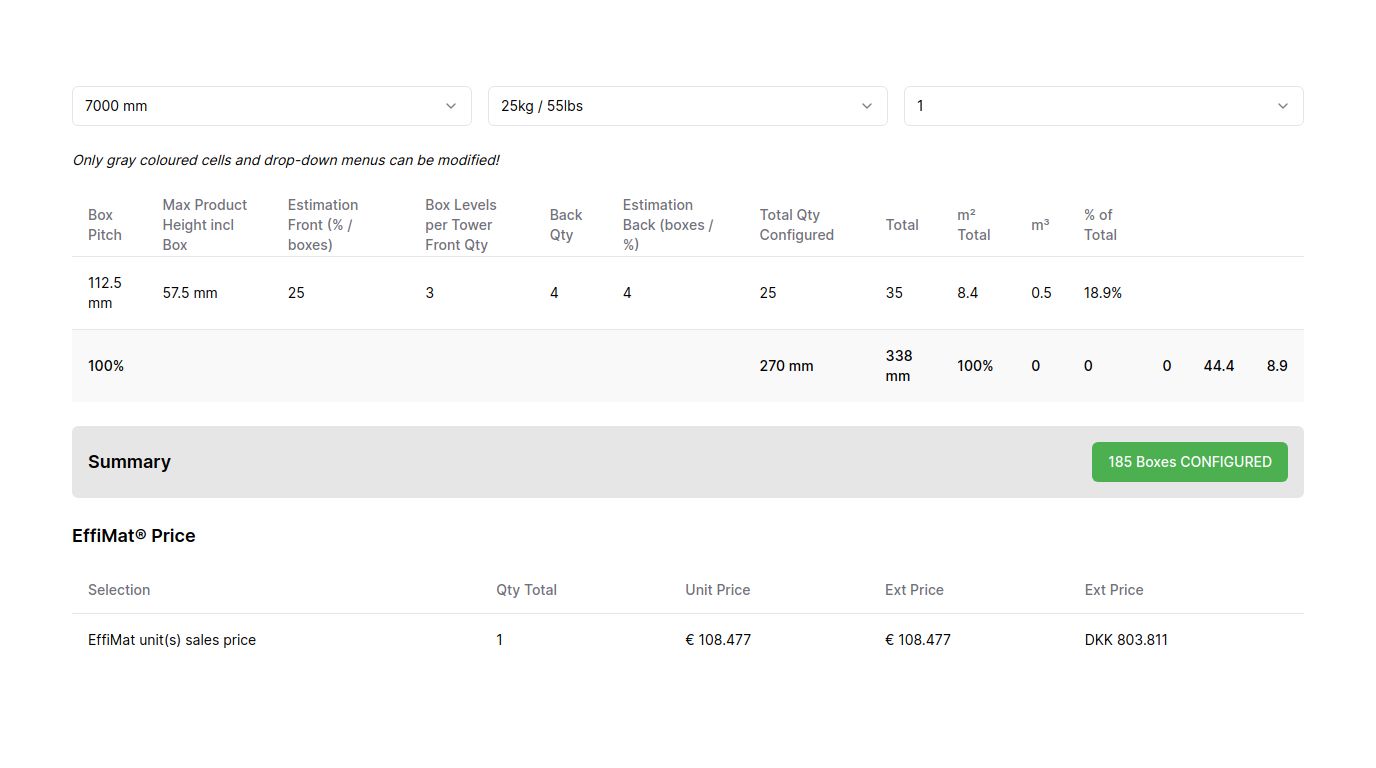 7000 mm 25kg / 55lbs 1
Only gray coloured cells and drop-down menus can be modified!
Box Pitch Max Product Height incl Box Estimation Front (% / boxes) Box Levels per Tower Front Qty Back Qty Estimation Back (boxes / %) Total Qty Configured Total m² Total m³ % of Total
112.5 mm 57.5 mm 25 3 4 4 25 35 8.4 0.5 18.9%
100% 270 mm 338 mm 100% 0 0 0 44.4 8.9
Summary 185 Boxes CONFIGURED
EffiMat® Price
Selection Qty Total Unit Price Ext Price Ext Price
EffiMat unit(s) sales price 1 € 108.477 € 108.477 DKK 803.811